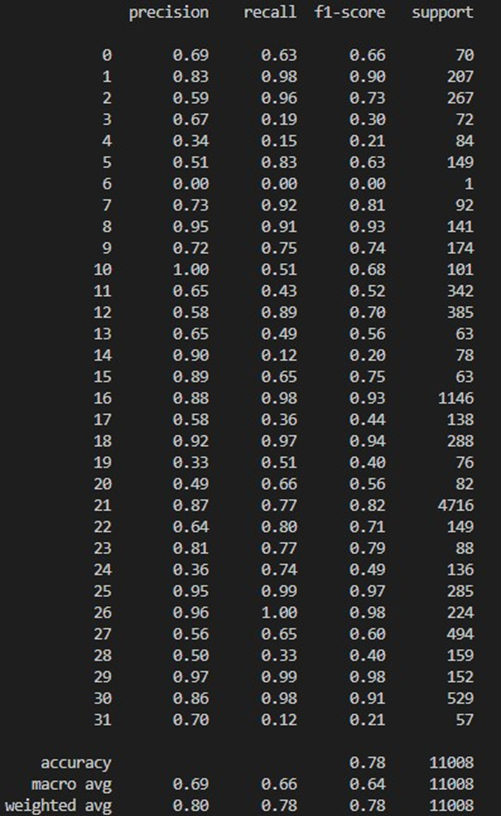 precision recall f1-score support
0 0.69 0.63 0.66 70
1 0.83 0.98 0.90 207
2 0.59 0.96 0.73 267
3 0.67 0.19 0.30 72
4 0.34 0.15 0.21 84
5 0.51 0.83 0.63 149
6 0.00 0.00 0.00 1
7 0.73 0.92 0.81 92
8 0.95 0.91 0.93 141
9 0.72 0.75 0.74 174
10 1.00 0.51 0.68 101
11 0.65 0.43 0.52 342
12 0.58 0.89 0.70 385
13 0.65 0.49 0.56 63
14 0.90 0.12 0.20 78
15 0.89 0.65 0.75 63
16 0.88 0.98 0.93 1146
17 0.58 0.36 0.44 138
18 0.92 0.97 0.94 288
19 0.33 0.51 0.40 76
20 0.49 0.66 0.56 82
21 0.87 0.77 0.82 4716
22 0.64 0.80 0.71 149
23 0.81 0.77 0.79 88
24 0.36 0.74 0.49 136
25 0.95 0.99 0.97 285
26 0.96 1.00 0.98 224
27 0.56 0.65 0.60 494
28 0.50 0.33 0.40 159
29 0.97 0.99 0.98 152
30 0.86 0.98 0.91 529
31 0.70 0.12 0.21 57
accuracy 0.78 11008
macro avg 0.69 0.66 0.64 11008
weighted avg 0.80 0.78 0.78 11008